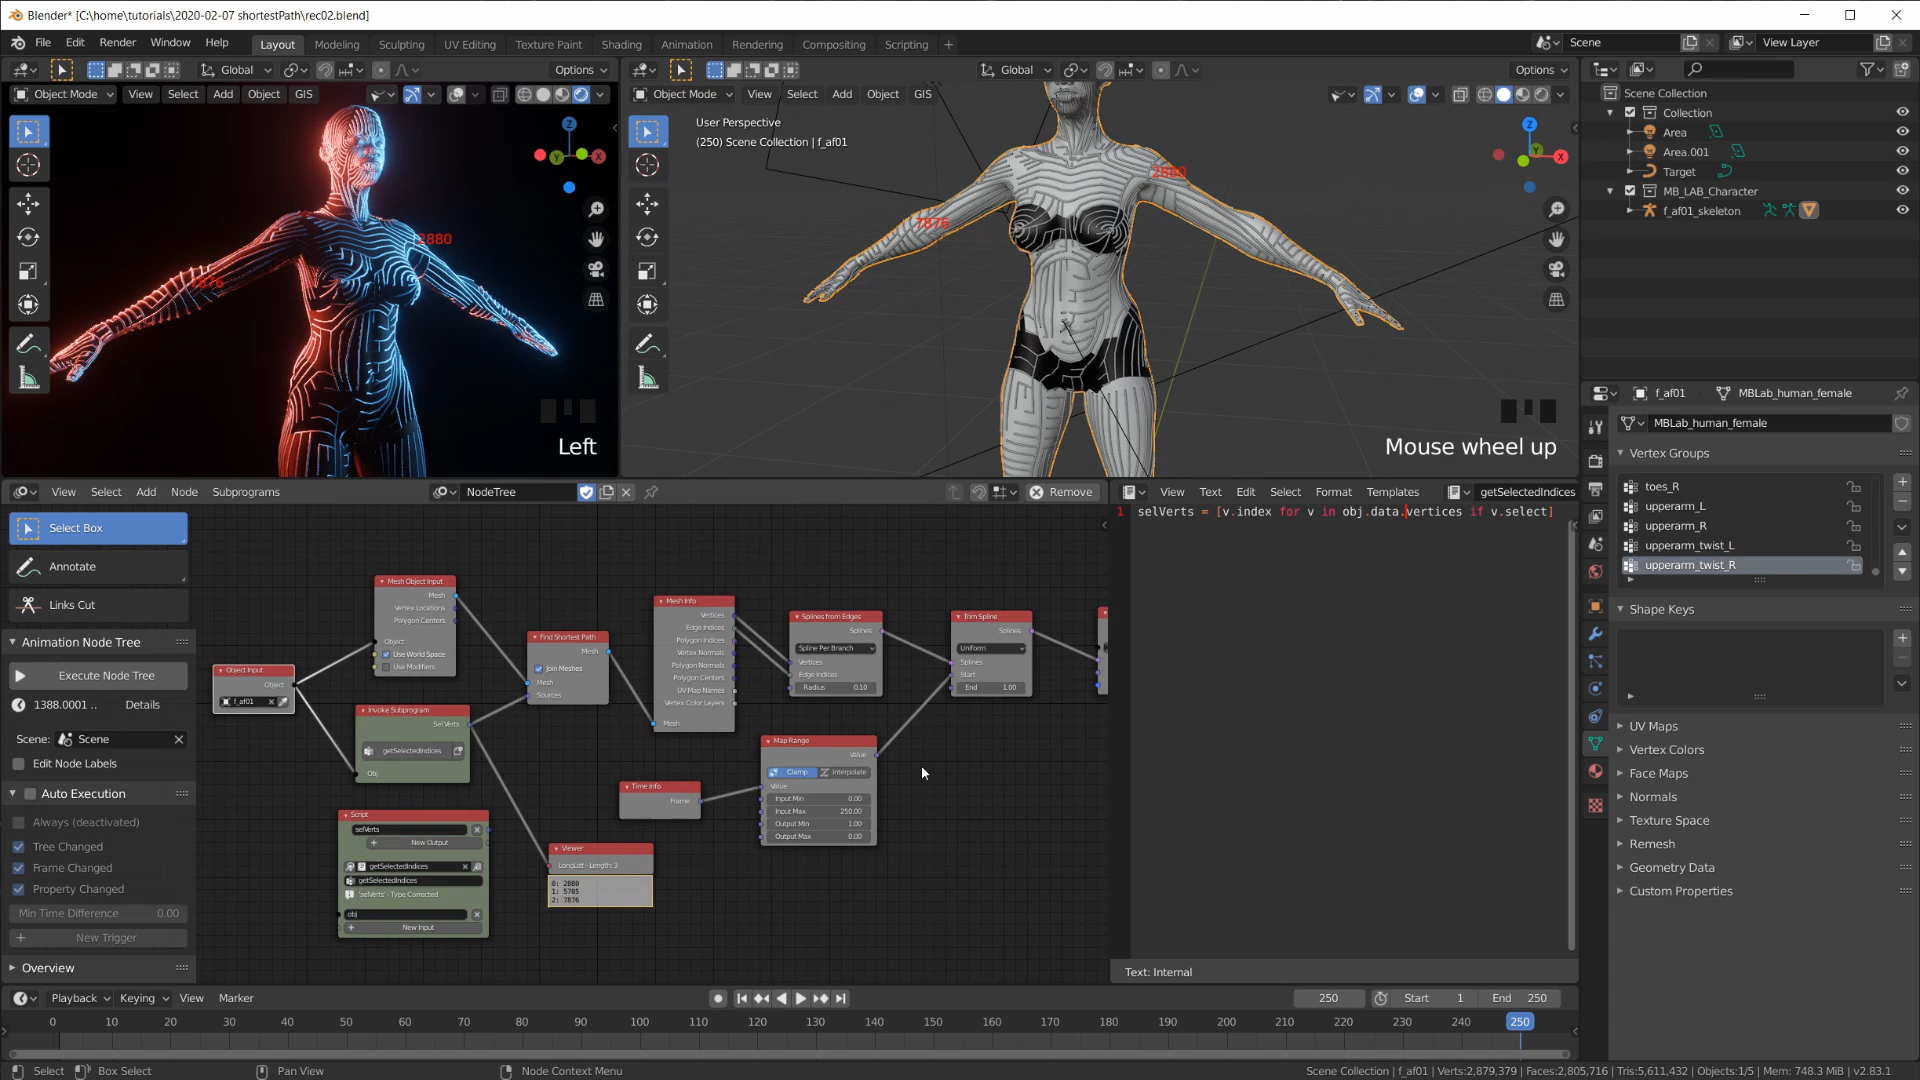 Blender* [C:\home\tutorials\2020-02-07 shortestPath\rec02.blend]
File Edit Render Window Help Layout Modeling Sculpting UV Editing Texture Paint Shading Animation Rendering Compositing Scripting + Scene View Layer
Global Options
Object Mode View Select Add Object GIS
2880
7876
Z
Y
X
Left
Global Options
Object Mode View Select Add Object GIS
User Perspective
(250) Scene Collection | f_af01
2880
7876
Z
Y
X
Mouse wheel up
Scene Collection
Collection
Area
Area.001
Target
MB_LAB_Character
f_af01_skeleton
f_af01 MBLab_human_female
MBLab_human_female
Vertex Groups
toes_R
upperarm_L
upperarm_R
upperarm_twist_L
upperarm_twist_R
Shape Keys
UV Maps
Vertex Colors
Face Maps
Normals
Texture Space
Remesh
Geometry Data
Custom Properties
View Select Add Node Subprograms NodeTree Remove
Select Box
Annotate
Links Cut
Animation Node Tree
Execute Node Tree
1388.0001 .. Details
Scene: Scene
Edit Node Labels
Auto Execution
Always (deactivated)
Tree Changed
Frame Changed
Property Changed
Min Time Difference 0.00
New Trigger
Overview
Object Input
Object
f_af01
Mesh Object Input
Mesh
Vertex Locations
Polygon Centers
Object
Use World Space
Use Modifiers
Invoke Subprogram
Sel Verts
getSelectedIndices
Obj
Script
selVerts
New Output
getSelectedIndices
getSelectedIndices
'selVerts' - Type Corrected
obj
New Input
Find Shortest Path
Mesh
Join Meshes
Mesh
Sources
Viewer
LongList - Length: 3
0: 2880
1: 5705
2: 7876
Mesh Info
Vertices
Edge Indices
Polygon Indices
Vertex Normals
Polygon Normals
Polygon Centers
UV Map Names
Vertex Color Layers
Mesh
Time Info
Frame
Splines from Edges
Splines
Spline Per Branch
Vertices
Edge Indices
Radius 0.10
Map Range
Value
Clamp Interpolate
Value
Input Min 0.00
Input Max 250.00
Output Min 1.00
Output Max 0.00
Trim Spline
Splines
Uniform
Splines
Start
End 1.00
View Text Edit Select Format Templates getSelectedIndices
1 selVerts = [v.index for v in obj.data.vertices if v.select]
Text: Internal
Playback Keying View Marker 250 Start 1 End 250
0 10 20 30 40 50 60 70 80 90 100 110 120 130 140 150 160 170 180 190 200 210 220 230 240 250
Select Box Select Pan View Node Context Menu Scene Collection | f_af01 | Verts:2,879,379 | Faces:2,805,716 | Tris:5,611,432 | Objects:1/5 | Mem: 748.3 MiB | v2.83.1